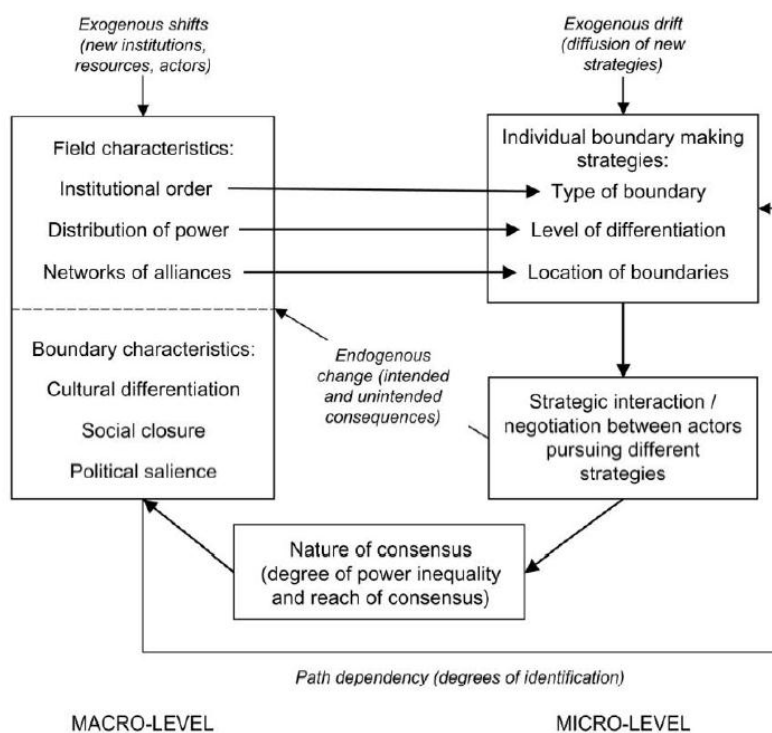 Exogenous shifts
(new institutions,
resources, actors)
Exogenous drift
(diffusion of new
strategies)
Field characteristics:
Institutional order
Distribution of power
Networks of alliances
Individual boundary making
strategies:
Type of boundary
Level of differentiation
Location of boundaries
Boundary characteristics:
Cultural differentiation
Social closure
Political salience
Endogenous
change (intended
and unintended
consequences)
Strategic interaction /
negotiation between actors
pursuing different
strategies
Nature of consensus
(degree of power inequality
and reach of consensus)
Path dependency (degrees of identification)
MACRO-LEVEL
MICRO-LEVEL